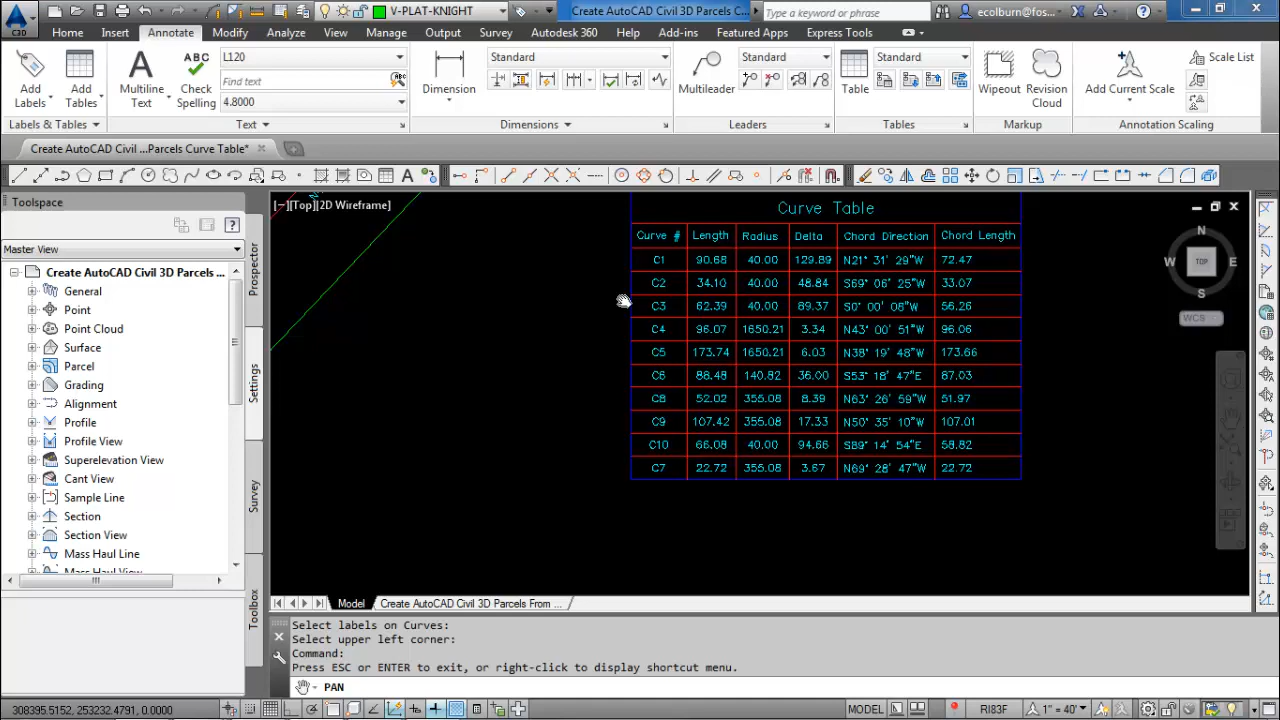 C3D
V-PLAT-KNIGHT
Create AutoCAD Civil 3D Parcels C...
Type a keyword or phrase
ecolburn@fos...
Home Insert Annotate Modify Analyze View Manage Output Survey Autodesk 360 Help Add-ins Featured Apps Express Tools
Add Labels
Add Tables
Labels & Tables
Multiline Text
ABC
Check Spelling
L120
Find text
4.8000
Text
Standard
Dimension
Dimensions
Standard
Multileader
Leaders
Standard
Table
Tables
Wipeout
Revision Cloud
Markup
Add Current Scale
Scale List
Annotation Scaling
Create AutoCAD Civil ...Parcels Curve Table*
Toolspace
Master View
Create AutoCAD Civil 3D Parcels
General
Point
Point Cloud
Surface
Parcel
Grading
Alignment
Profile
Profile View
Superelevation View
Cant View
Sample Line
Section
Section View
Mass Haul Line
Mass Haul View
Prospector
Settings
Survey
Toolbox
[−][Top][2D Wireframe]
Curve Table
Curve # Length Radius Delta Chord Direction Chord Length
C1 90.68 40.00 129.89 N21° 31' 29"W 72.47
C2 34.10 40.00 48.84 S69° 06' 25"W 33.07
C3 62.39 40.00 89.37 S0° 00' 08"W 56.26
C4 96.07 1650.21 3.34 N43° 00' 51"W 96.06
C5 173.74 1650.21 6.03 N38° 19' 48"W 173.66
C6 88.48 140.82 36.00 S53° 18' 47"E 87.03
C8 52.02 355.08 8.39 N63° 26' 59"W 51.97
C9 107.42 355.08 17.33 N50° 35' 10"W 107.01
C10 66.08 40.00 94.66 S89° 14' 54"E 58.82
C7 22.72 355.08 3.67 N69° 28' 47"W 22.72
N
W TOP E
S
WCS
Model Create AutoCAD Civil 3D Parcels From ...
Select labels on Curves:
Select upper left corner:
Command:
Press ESC or ENTER to exit, or right-click to display shortcut menu.
PAN
308395.5152, 253232.4791, 0.0000
MODEL
RI83F
1" = 40'